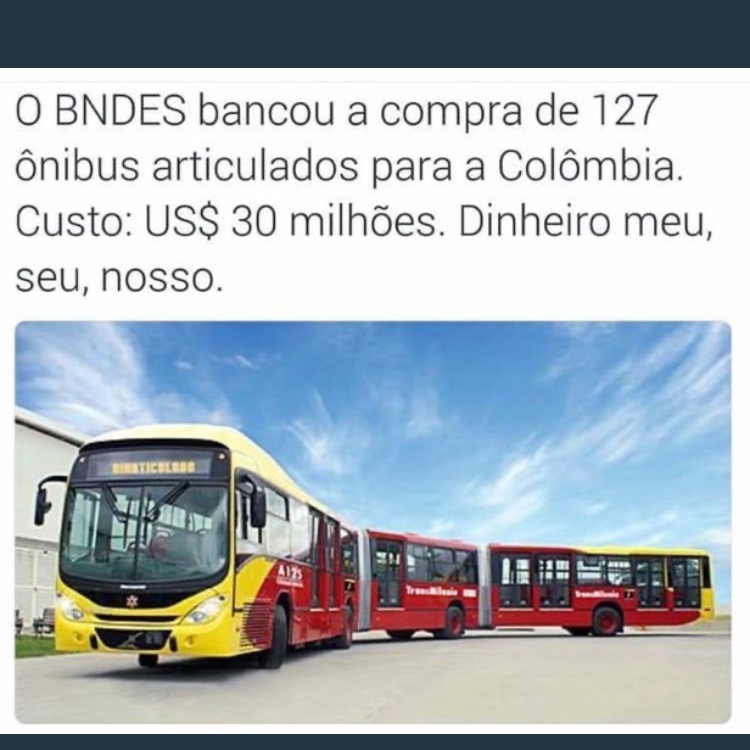 O BNDES bancou a compra de 127
ônibus articulados para a Colômbia.
Custo: US$ 30 milhões. Dinheiro meu,
seu, nosso.
BIARTICULADO
A125
TransMilenio
TransMilenio